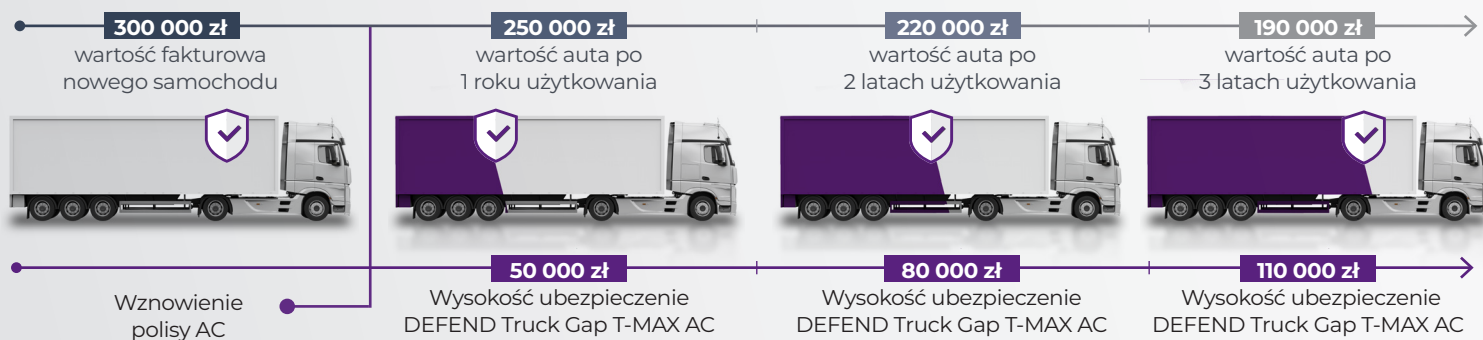 300 000 zł
wartość fakturowa
nowego samochodu
250 000 zł
wartość auta po
1 roku użytkowania
220 000 zł
wartość auta po
2 latach użytkowania
190 000 zł
wartość auta po
3 latach użytkowania
Wznowienie
polisy AC
50 000 zł
Wysokość ubezpieczenie
DEFEND Truck Gap T-MAX AC
80 000 zł
Wysokość ubezpieczenie
DEFEND Truck Gap T-MAX AC
110 000 zł
Wysokość ubezpieczenie
DEFEND Truck Gap T-MAX AC